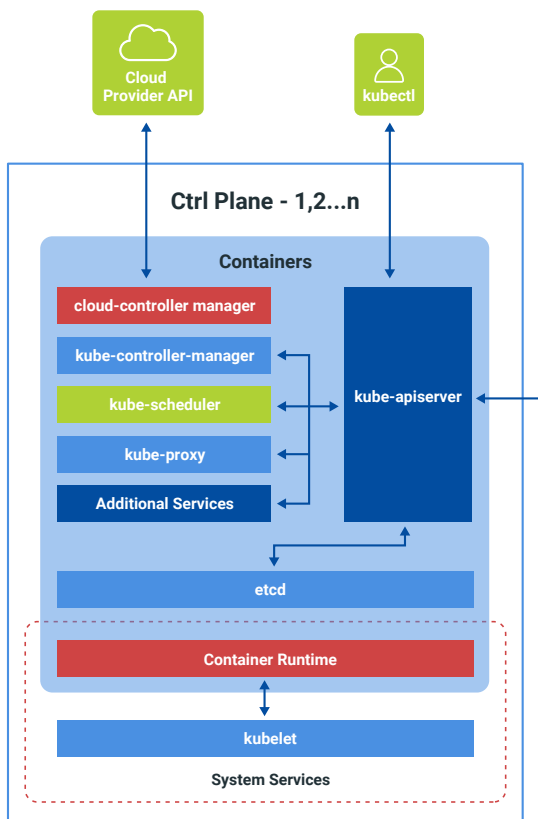 Cloud
Provider API
kubectl
Ctrl Plane - 1,2...n
Containers
cloud-controller manager
kube-controller-manager
kube-scheduler
kube-proxy
Additional Services
kube-apiserver
etcd
Container Runtime
kubelet
System Services